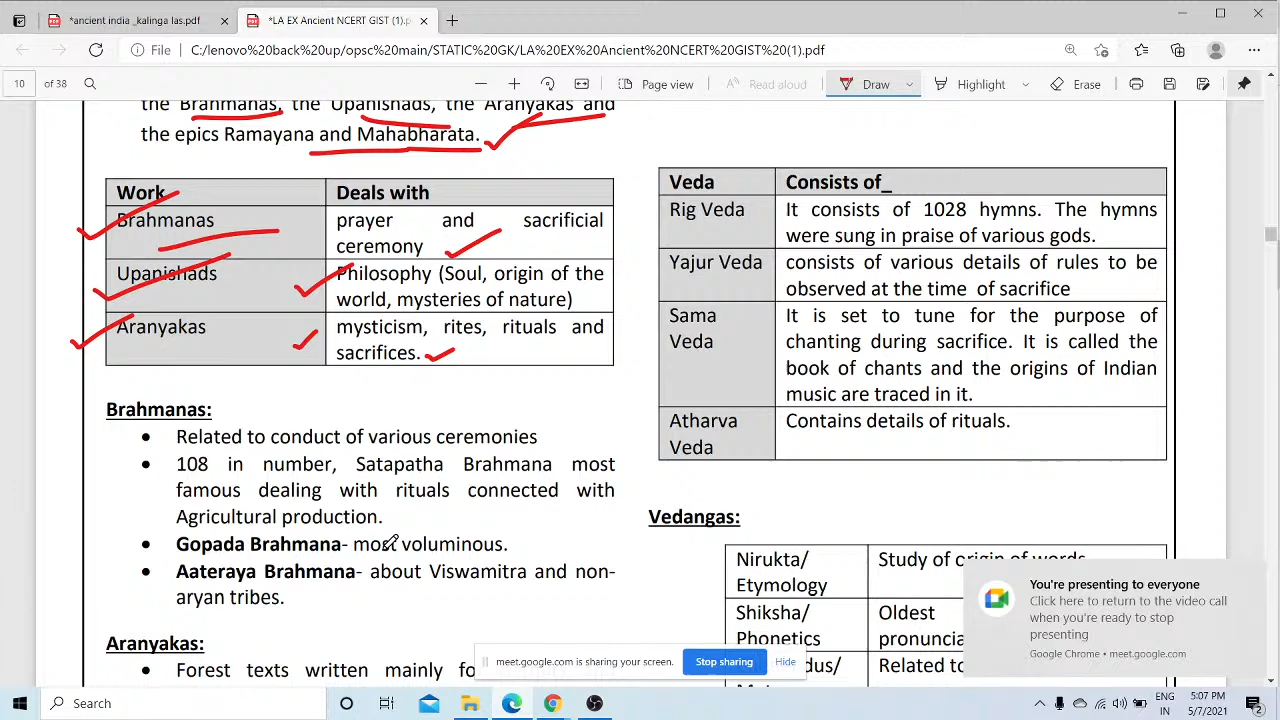 *ancient india _kalinga las.pdf
*LA EX Ancient NCERT GIST (1).p
File
C:/lenovo%20back%20up/opsc%20main/STATIC%20GK/LA%20EX%20Ancient%20NCERT%20GIST%20(1).pdf
10 of 38
Page view
Read aloud
Draw
Highlight
Erase
the Brahmanas, the Upanishads, the Aranyakas and
the epics Ramayana and Mahabharata.
Work Deals with
Brahmanas prayer and sacrificial
ceremony
Upanishads Philosophy (Soul, origin of the
world, mysteries of nature)
Aranyakas mysticism, rites, rituals and
sacrifices.
Brahmanas:
• Related to conduct of various ceremonies
• 108 in number, Satapatha Brahmana most
famous dealing with rituals connected with
Agricultural production.
• Gopada Brahmana- most voluminous.
• Aateraya Brahmana- about Viswamitra and non-
aryan tribes.
Aranyakas:
• Forest texts written mainly
Veda Consists of_
Rig Veda It consists of 1028 hymns. The hymns
were sung in praise of various gods.
Yajur Veda consists of various details of rules to be
observed at the time of sacrifice
Sama It is set to tune for the purpose of
Veda chanting during sacrifice. It is called the
book of chants and the origins of Indian
music are traced in it.
Atharva Contains details of rituals.
Veda
Vedangas:
Nirukta/ Study of origin of words
Etymology
Shiksha/ Oldest
Phonetics
Related to
You're presenting to everyone
Click here to return to the video call
when you're ready to stop
presenting
Google Chrome • meet.google.com
meet.google.com is sharing your screen.
Stop sharing
Hide
Search
ENG
IN
5:07 PM
5/7/2021
2